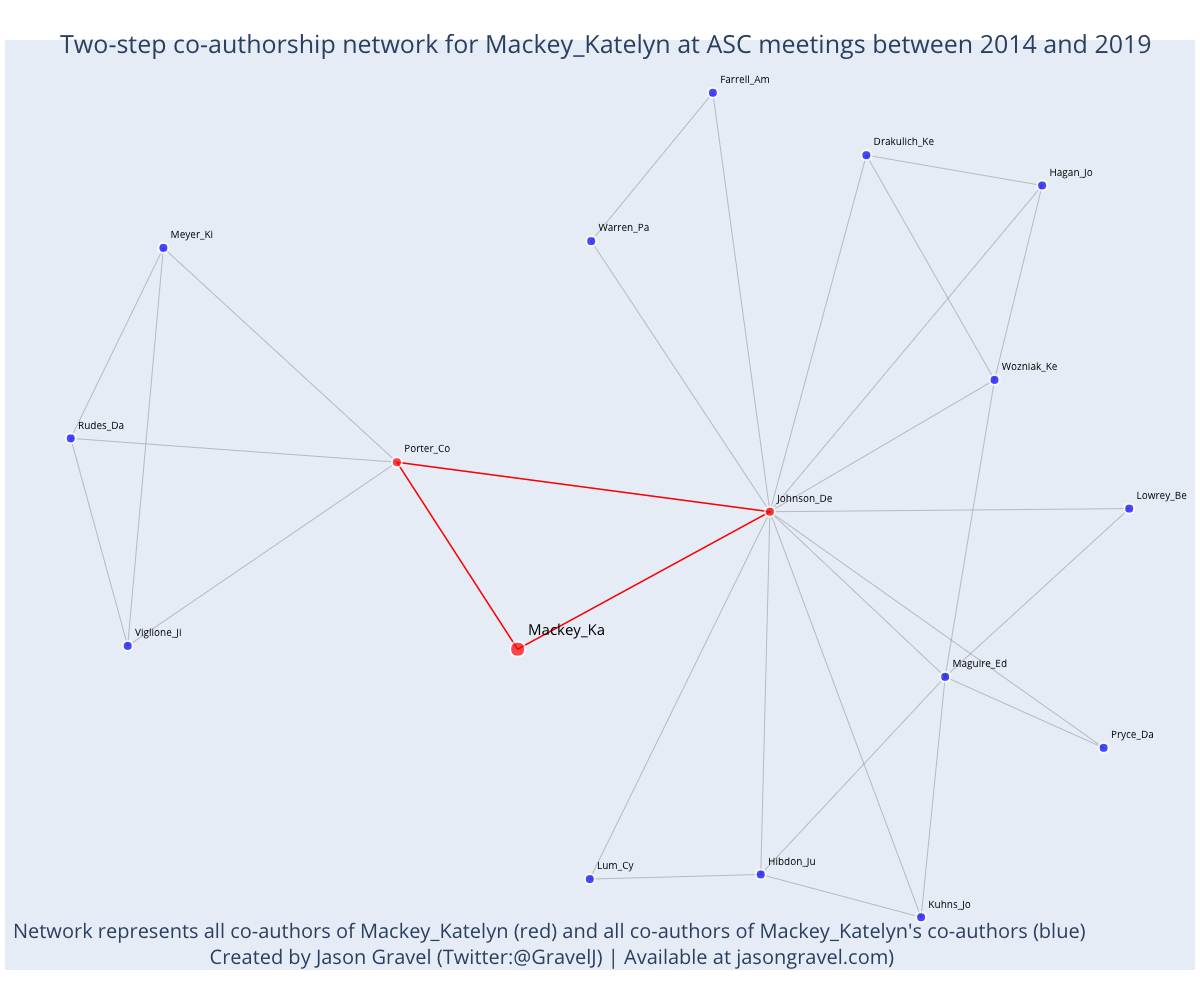 Two-step co-authorship network for Mackey_Katelyn at ASC meetings between 2014 and 2019
Farrell_Am
Drakulich_Ke
Hagan_Jo
Warren_Pa
Meyer_Ki
Wozniak_Ke
Rudes_Da
Porter_Co
Johnson_De
Lowrey_Be
Mackey_Ka
Viglione_Ji
Maguire_Ed
Pryce_Da
Lum_Cy
Hibdon_Ju
Kuhns_Jo
Network represents all co-authors of Mackey_Katelyn (red) and all co-authors of Mackey_Katelyn's co-authors (blue)
Created by Jason Gravel (Twitter:@GravelJ) | Available at jasongravel.com)